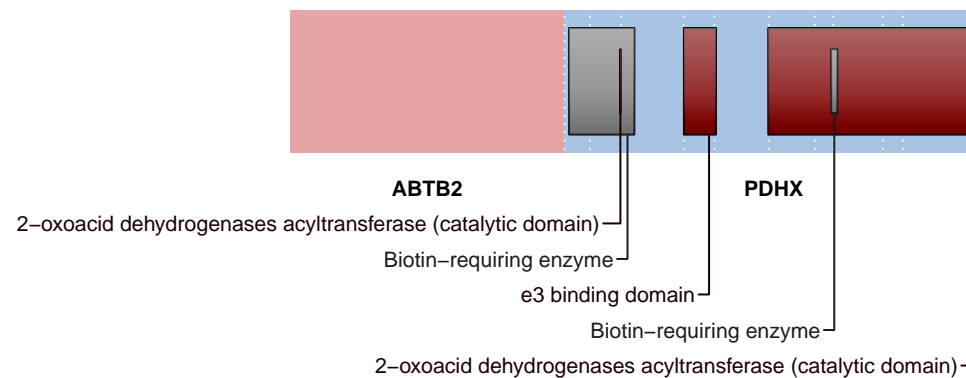 ABTB2 PDHX
2−oxoacid dehydrogenases acyltransferase (catalytic domain)
Biotin−requiring enzyme
e3 binding domain
Biotin−requiring enzyme
2−oxoacid dehydrogenases acyltransferase (catalytic domain)